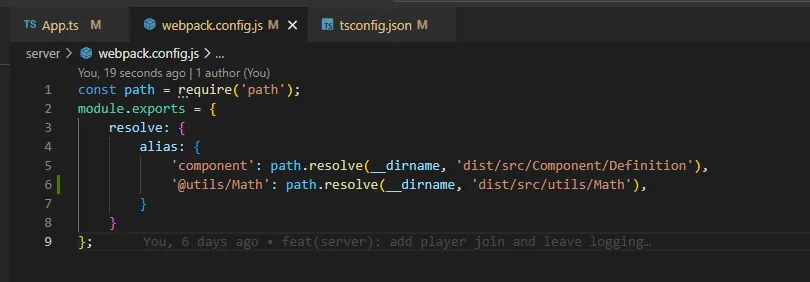 TS App.ts M webpack.config.js M × TS tsconfig.json M
server > webpack.config.js > ...
You, 19 seconds ago | 1 author (You)
1 const path = require('path');
2 module.exports = {
3 resolve: {
4 alias: {
5 'component': path.resolve(__dirname, 'dist/src/Component/Definition'),
6 '@utils/Math': path.resolve(__dirname, 'dist/src/utils/Math'),
7 }
8 }
9 }; You, 6 days ago • feat(server): add player join and leave logging…